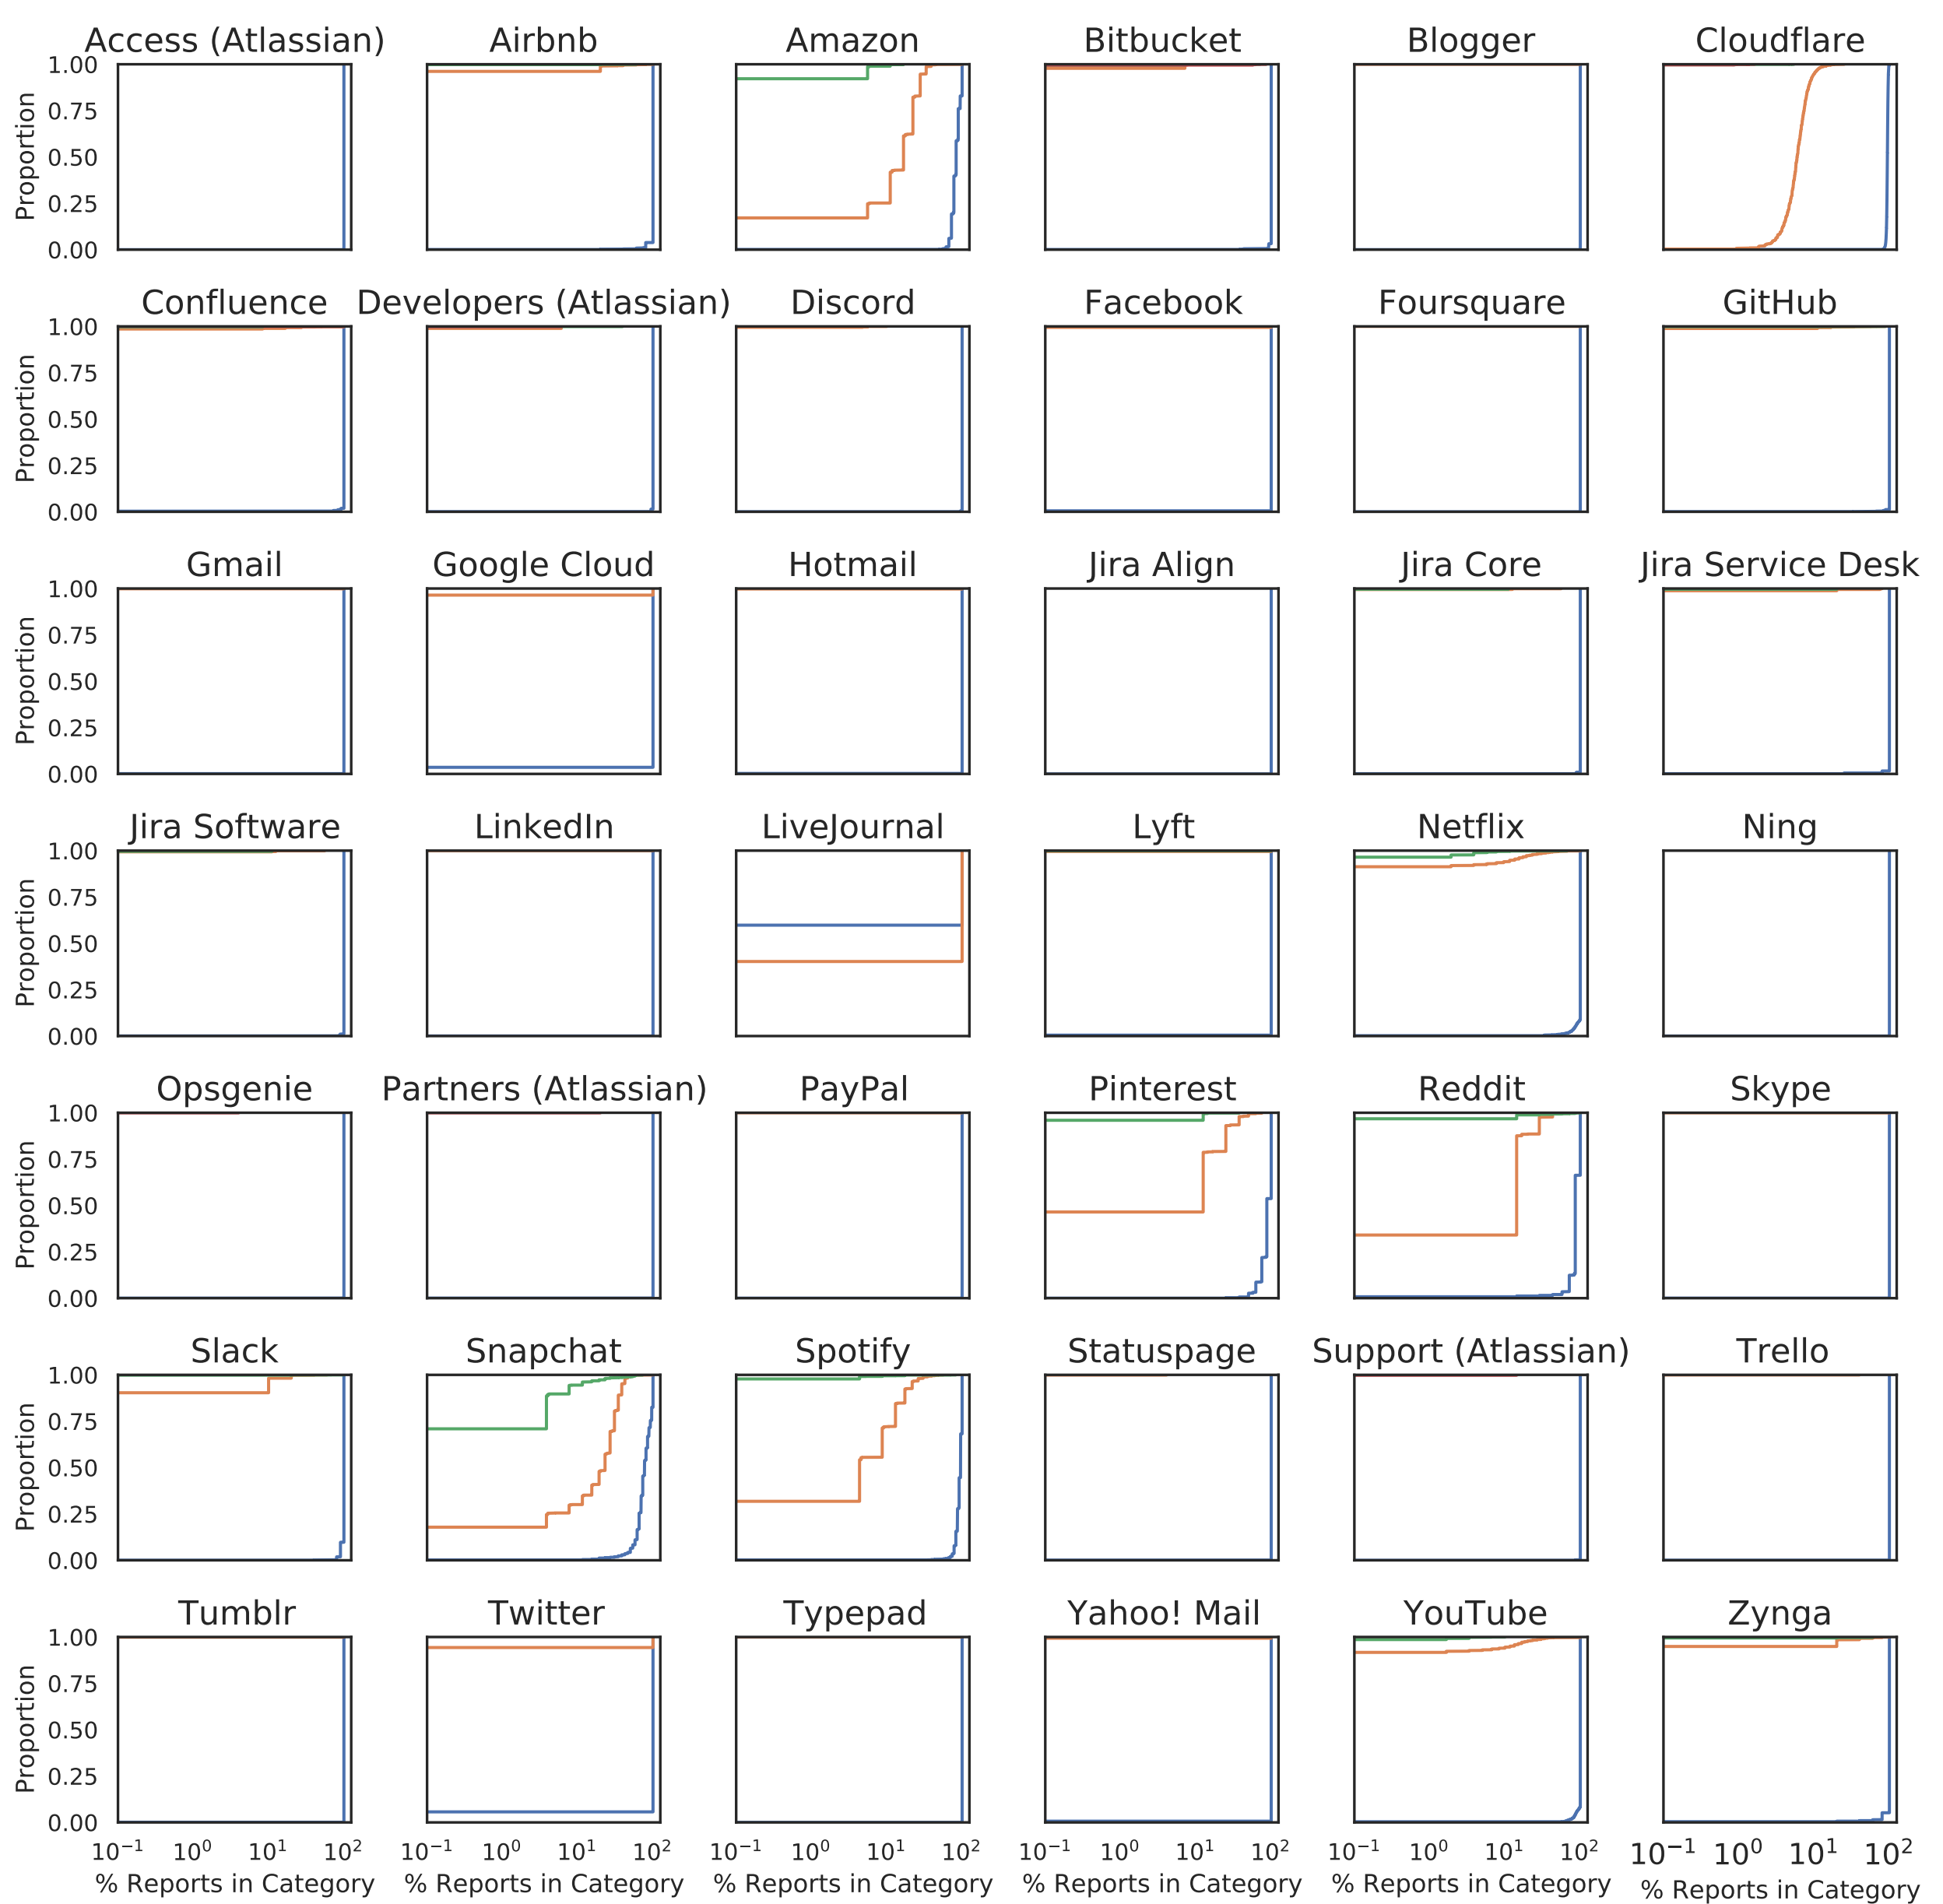 Access (Atlassian) Airbnb Amazon Bitbucket Blogger Cloudflare
1.00
0.75
0.50
0.25
0.00
Proportion
Confluence Developers (Atlassian) Discord Facebook Foursquare GitHub
1.00
0.75
0.50
0.25
0.00
Proportion
Gmail Google Cloud Hotmail Jira Align Jira Core Jira Service Desk
1.00
0.75
0.50
0.25
0.00
Proportion
Jira Software LinkedIn LiveJournal Lyft Netflix Ning
1.00
0.75
0.50
0.25
0.00
Proportion
Opsgenie Partners (Atlassian) PayPal Pinterest Reddit Skype
1.00
0.75
0.50
0.25
0.00
Proportion
Slack Snapchat Spotify Statuspage Support (Atlassian) Trello
1.00
0.75
0.50
0.25
0.00
Proportion
Tumblr Twitter Typepad Yahoo! Mail YouTube Zynga
1.00
0.75
0.50
0.25
0.00
Proportion
10⁻¹ 10⁰ 10¹ 10² 10⁻¹ 10⁰ 10¹ 10² 10⁻¹ 10⁰ 10¹ 10² 10⁻¹ 10⁰ 10¹ 10² 10⁻¹ 10⁰ 10¹ 10² 10⁻¹ 10⁰ 10¹ 10²
% Reports in Category % Reports in Category % Reports in Category % Reports in Category % Reports in Category % Reports in Category